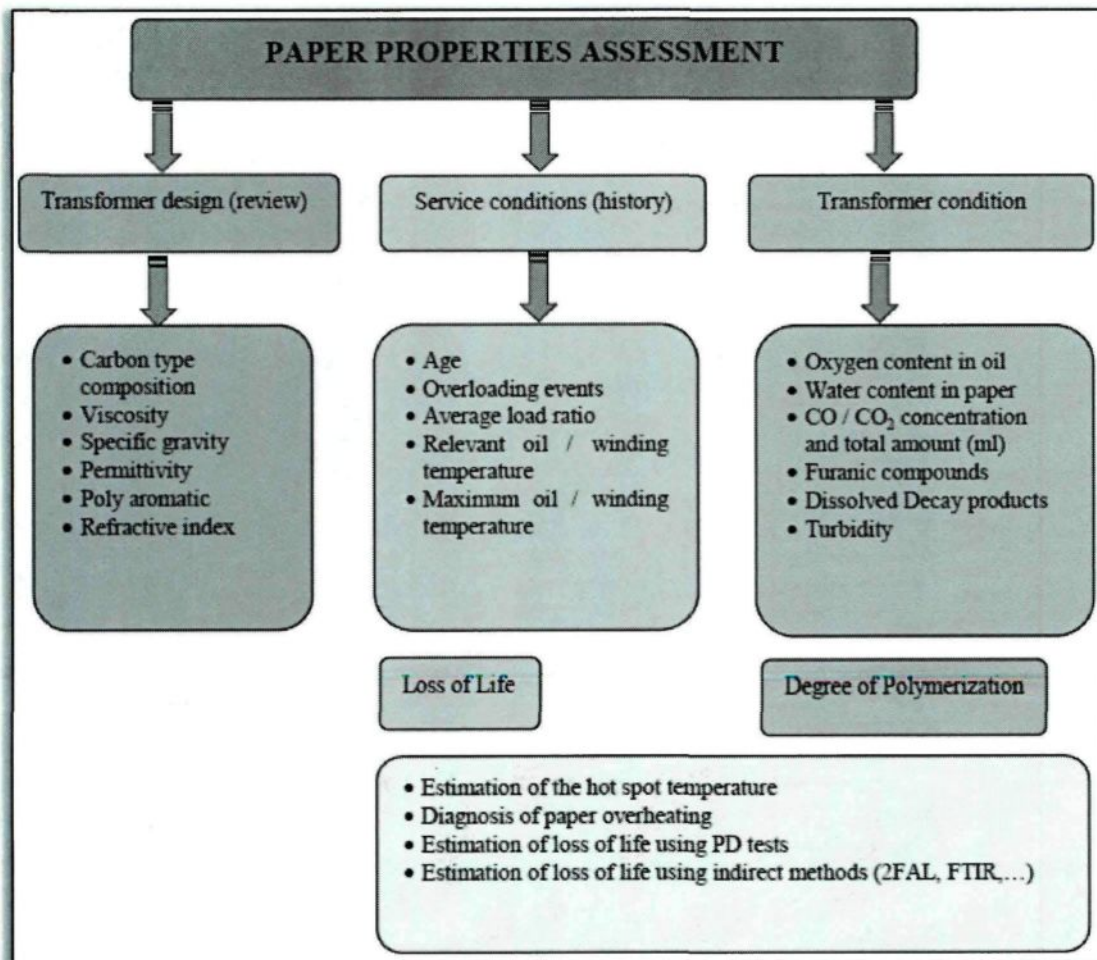 PAPER PROPERTIES ASSESSMENT
Transformer design (review)
Service conditions (history)
Transformer condition
• Carbon type
composition
• Viscosity
• Specific gravity
• Permittivity
• Poly aromatic
• Refractive index
• Age
• Overloading events
• Average load ratio
• Relevant oil / winding
temperature
• Maximum oil / winding
temperature
• Oxygen content in oil
• Water content in paper
• CO / CO₂ concentration
and total amount (ml)
• Furanic compounds
• Dissolved Decay products
• Turbidity
Loss of Life
Degree of Polymerization
• Estimation of the hot spot temperature
• Diagnosis of paper overheating
• Estimation of loss of life using PD tests
• Estimation of loss of life using indirect methods (2FAL, FTIR,…)